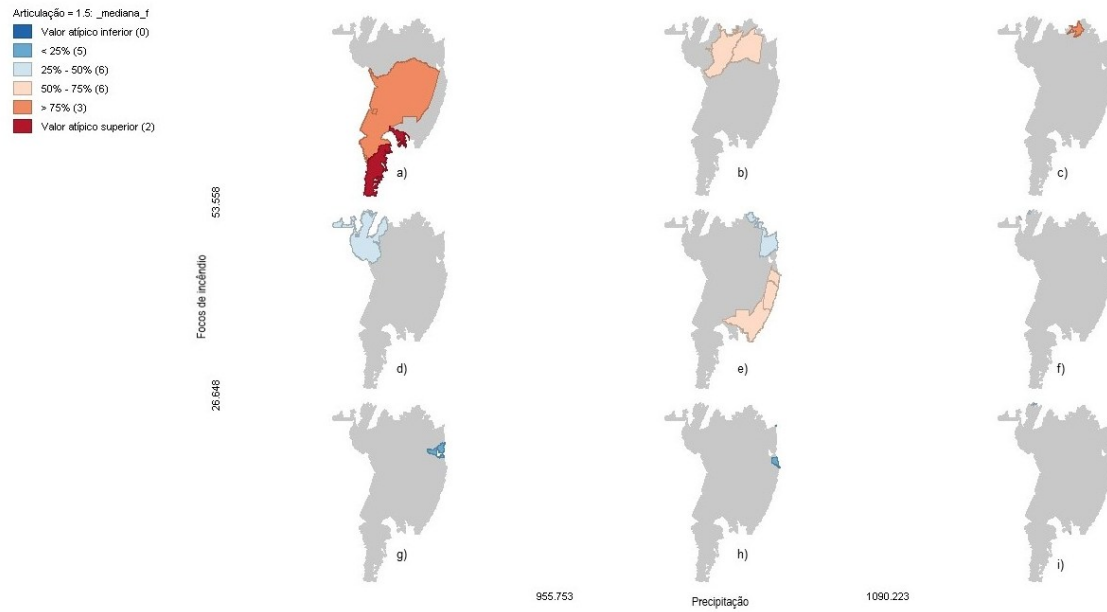 Articulação = 1.5: _mediana_f
Valor atípico inferior (0)
< 25% (5)
25% - 50% (6)
50% - 75% (6)
> 75% (3)
Valor atípico superior (2)
a)
b)
c)
53.558
Focos de incêndio
d)
e)
f)
26.648
g)
h)
i)
955.753
Precipitação
1090.223